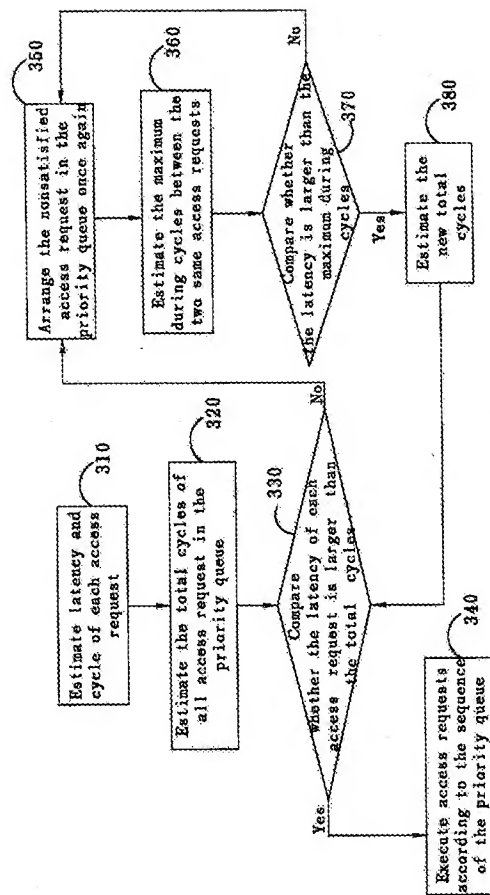 310
Estimate latency and
cycle of each access
request
320
Estimate the total cycles of
all access request in the
priority queue
330
Compare
whether the latency of each
access request is larger than
the total cycles
Yes
No
340
Execute access requests
according to the sequence
of the priority queue
350
Arrange the nonsatisfied
access request in the
priority queue once again
360
Estimate the maximum
during cycles between the
two same access requests
370
Compare whether
the latency is larger than the
maximum during
cycles
No
Yes
380
Estimate the
new total
cycles